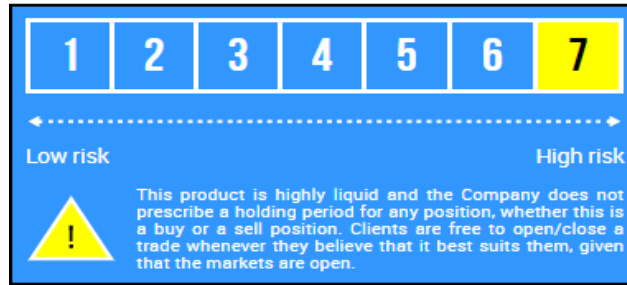 1 2 3 4 5 6 7
Low risk High risk
This product is highly liquid and the Company does not
prescribe a holding period for any position, whether this is
a buy or a sell position. Clients are free to open/close a
trade whenever they believe that it best suits them, given
that the markets are open.
!